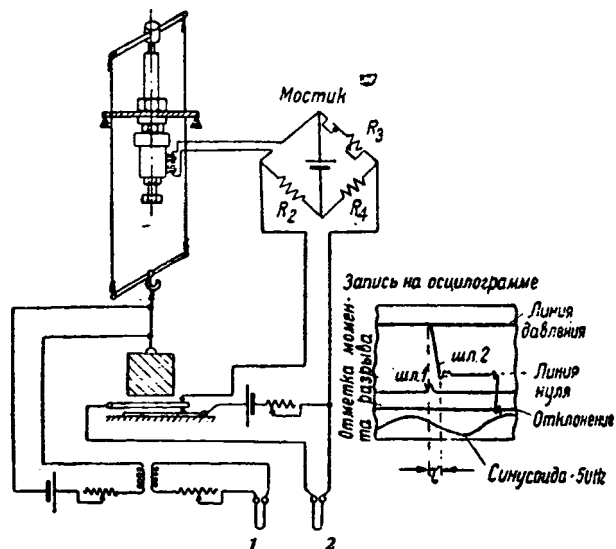 Мостик
R3
R2
R4
Запись на осцилограмме
Линия
давления
Отметка момен-
та разрыва
шл. 2
шл. 1
Линия
нуля
Отклонение
τ
Синусоида - 50Hz
1
2